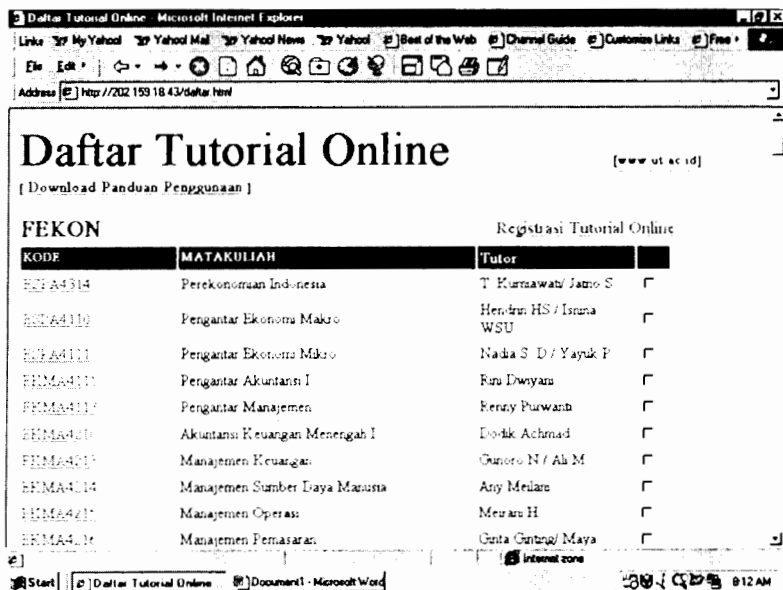 Daftar Tutorial Online - Microsoft Internet Explorer
Links My Yahoo! Yahoo! Mail Yahoo! News Yahoo! Best of the Web Channel Guide Customize Links Free
File Edit
Address http://202.159.18.43/daftar.html
Daftar Tutorial Online [www.ut.ac.id]
[ Download Panduan Penggunaan ]
FEKON Registrasi Tutorial Online
KODE MATAKULIAH Tutor
Perekonomian Indonesia T. Kurniawati/ Jatno S
Pengantar Ekonomi Makro Hendrin HS / Isnina
WSU
Pengantar Ekonomi Mikro Nadia S. D / Yayuk P
Pengantar Akuntansi I Rini Dwiyani
Pengantar Manajemen Renny Purwanti
Akuntansi Keuangan Menengah I Dodik Achmad
Manajemen Keuangan Gunoro N / Ali M
EKMA4214 Manajemen Sumber Daya Manusia Any Meilani
Manajemen Operasi Meirani H
Manajemen Pemasaran Ginta Ginting/ Maya
Internet zone
Start Daftar Tutorial Online ... Document1 - Microsoft Word 8:12 AM